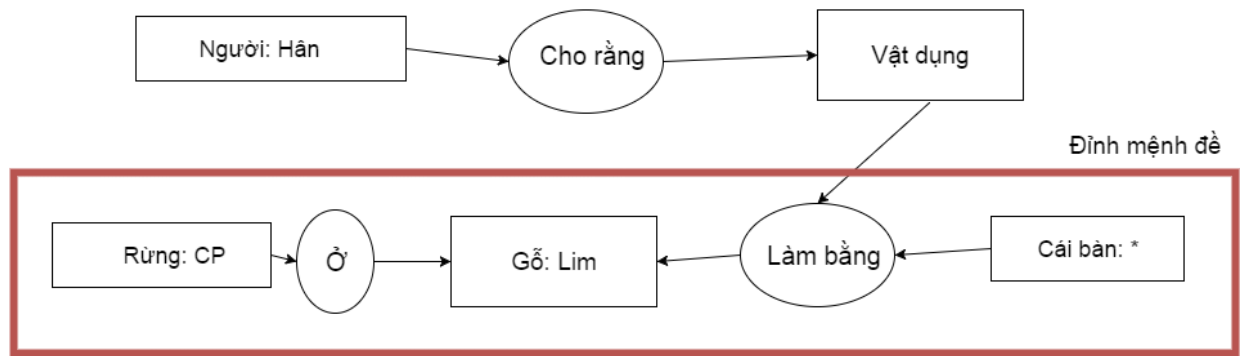 Người: Hân
Cho rằng
Vật dụng
Đỉnh mệnh đề
Rừng: CP
Ở
Gỗ: Lim
Làm bằng
Cái bàn: *